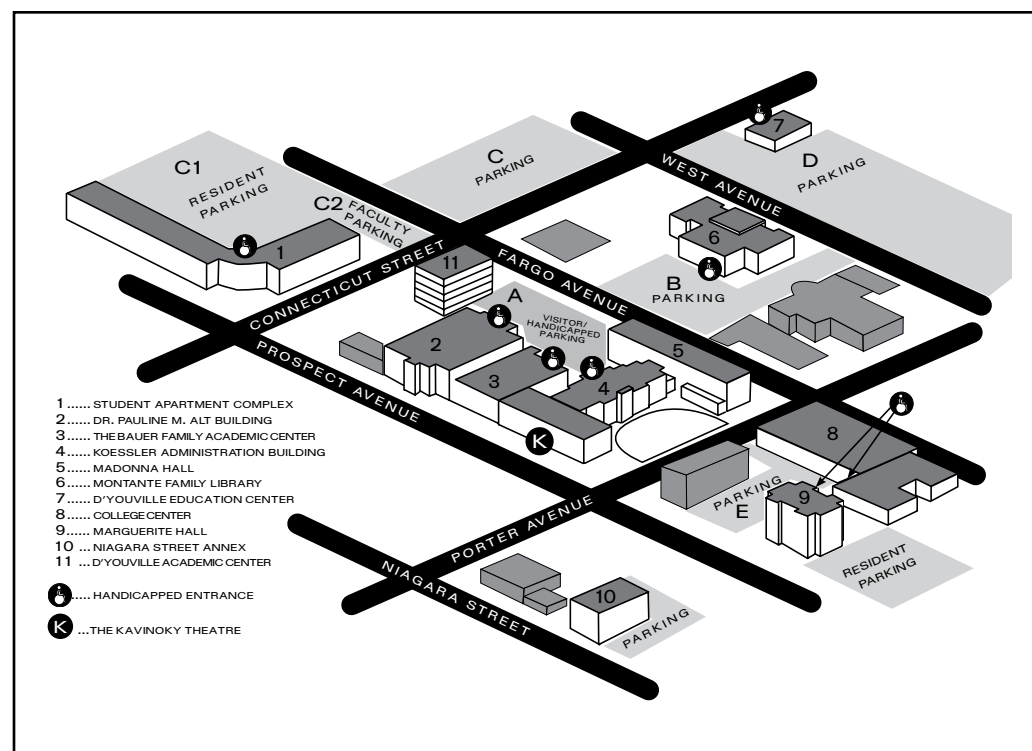 C1
RESIDENT
PARKING
C2 FACULTY
PARKING
C
PARKING
7
D
PARKING
WEST AVENUE
CONNECTICUT STREET
FARGO AVENUE
PROSPECT AVENUE
PORTER AVENUE
NIAGARA STREET
1
11
6
B
PARKING
A
VISITOR/
HANDICAPPED
PARKING
2
3
4
5
K
8
9
PARKING
E
RESIDENT
PARKING
10
PARKING
1 ...... STUDENT APARTMENT COMPLEX
2 ...... DR. PAULINE M. ALT BUILDING
3 ...... THE BAUER FAMILY ACADEMIC CENTER
4 ...... KOESSLER ADMINISTRATION BUILDING
5 ...... MADONNA HALL
6 ...... MONTANTE FAMILY LIBRARY
7 ...... D'YOUVILLE EDUCATION CENTER
8 ...... COLLEGE CENTER
9 ...... MARGUERITE HALL
10 ... NIAGARA STREET ANNEX
11 ... D'YOUVILLE ACADEMIC CENTER
..... HANDICAPPED ENTRANCE
K ... THE KAVINOKY THEATRE